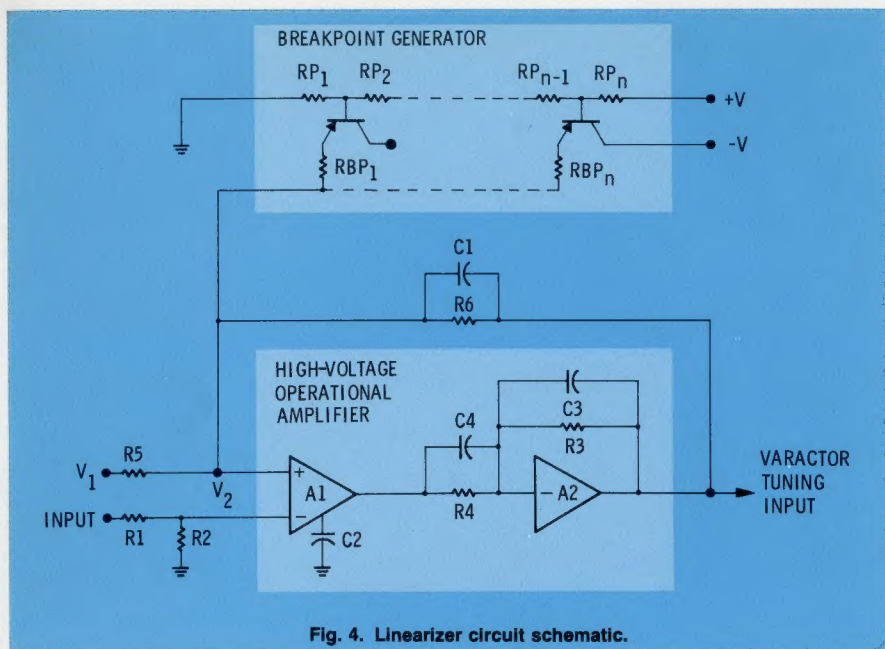 BREAKPOINT GENERATOR
RP1 RP2 RPn-1 RPn
+V
-V
RBP1 RBPn
C1
R6
HIGH-VOLTAGE
OPERATIONAL
AMPLIFIER
C4 C3
R3
V1 R5
V2
+ A1 −
R4
− A2
VARACTOR
TUNING
INPUT
INPUT R1 R2
C2
Fig. 4. Linearizer circuit schematic.